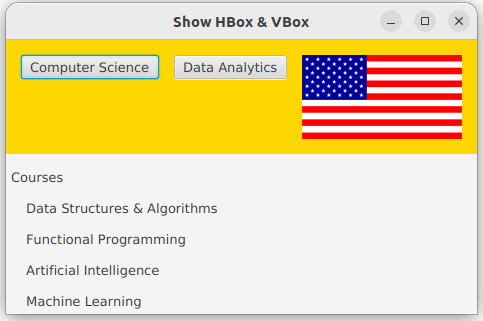 Show HBox & VBox
Computer Science Data Analytics
Courses
Data Structures & Algorithms
Functional Programming
Artificial Intelligence
Machine Learning